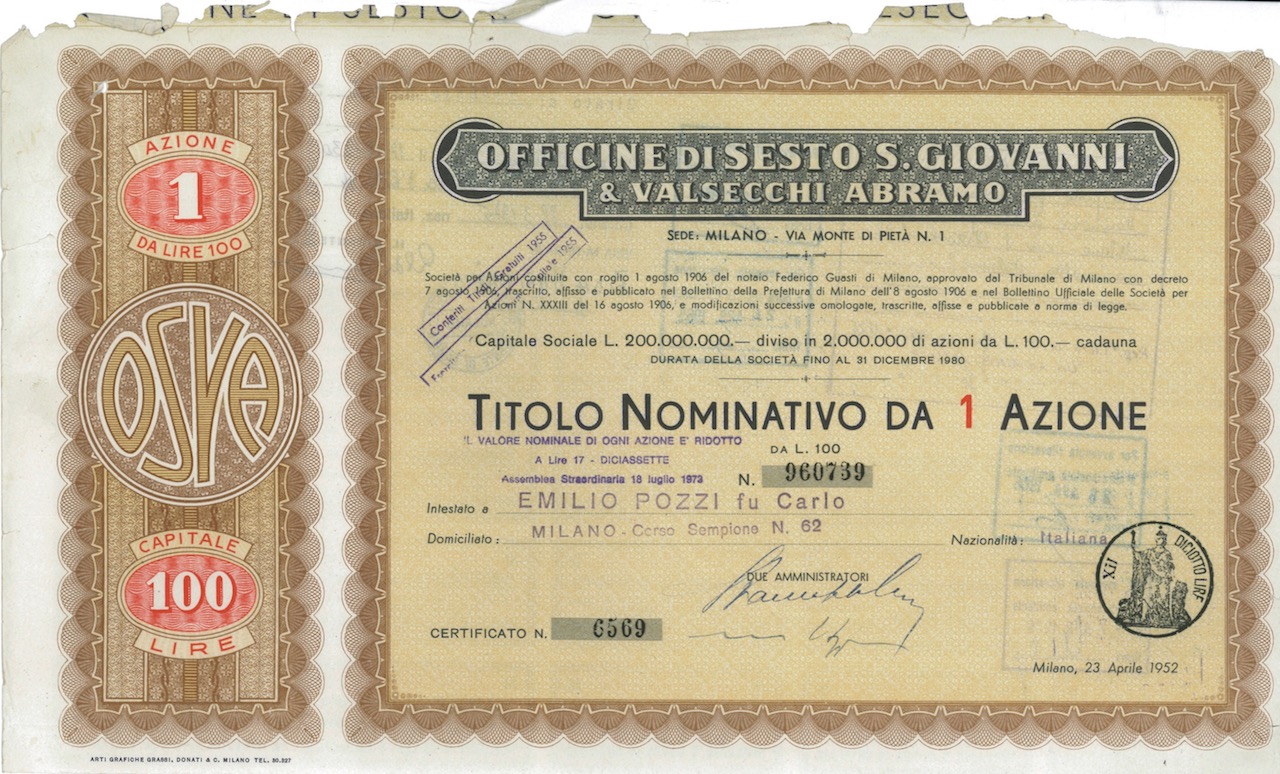 AZIONE
1
DA LIRE 100
OSVA
CAPITALE
100
LIRE
OFFICINE DI SESTO S. GIOVANNI
& VALSECCHI ABRAMO
SEDE: MILANO - VIA MONTE DI PIETÀ N. 1
Società per Azioni costituita con rogito 1 agosto 1906 del notaio Federico Guasti di Milano, approvato dal Tribunale di Milano con decreto
7 agosto 1906, trascritto, affisso e pubblicato nel Bollettino della Prefettura di Milano dell'8 agosto 1906 e nel Bollettino Ufficiale delle Società per
Azioni N. XXXIII del 16 agosto 1906, e modificazioni successive omologate, trascritte, affisse e pubblicate a norma di legge.
Conferiti Titoli Gratuiti 1955
Capitale 1955
Capitale Sociale L. 200.000.000.— diviso in 2.000.000 di azioni da L. 100.— cadauna
DURATA DELLA SOCIETÀ FINO AL 31 DICEMBRE 1980
TITOLO NOMINATIVO DA 1 AZIONE
IL VALORE NOMINALE DI OGNI AZIONE E' RIDOTTO
DA L. 100
A Lire 17 - DICIASSETTE
Assemblea Straordinaria 18 luglio 1973
N. 960739
Intestato a EMILIO POZZI fu Carlo
Domiciliato: MILANO - Corso Sempione N. 62
Nazionalità: Italiana
XII DICIOTTO LIRE
DUE AMMINISTRATORI
CERTIFICATO N. 6569
Milano, 23 Aprile 1952
ARTI GRAFICHE GRASSI, DONATI & C. MILANO TEL. 30.327